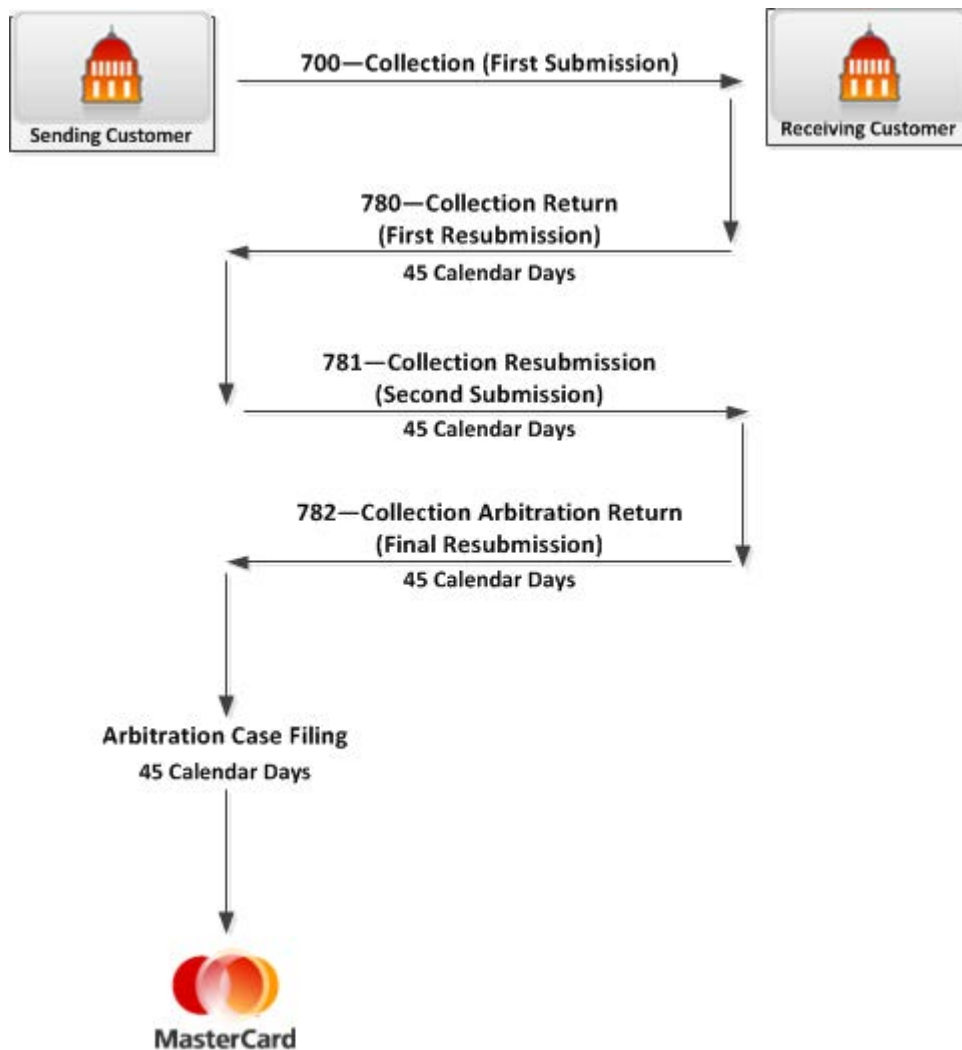 700—Collection (First Submission)
Sending Customer
Receiving Customer
780—Collection Return
(First Resubmission)
45 Calendar Days
781—Collection Resubmission
(Second Submission)
45 Calendar Days
782—Collection Arbitration Return
(Final Resubmission)
45 Calendar Days
Arbitration Case Filing
45 Calendar Days
MasterCard